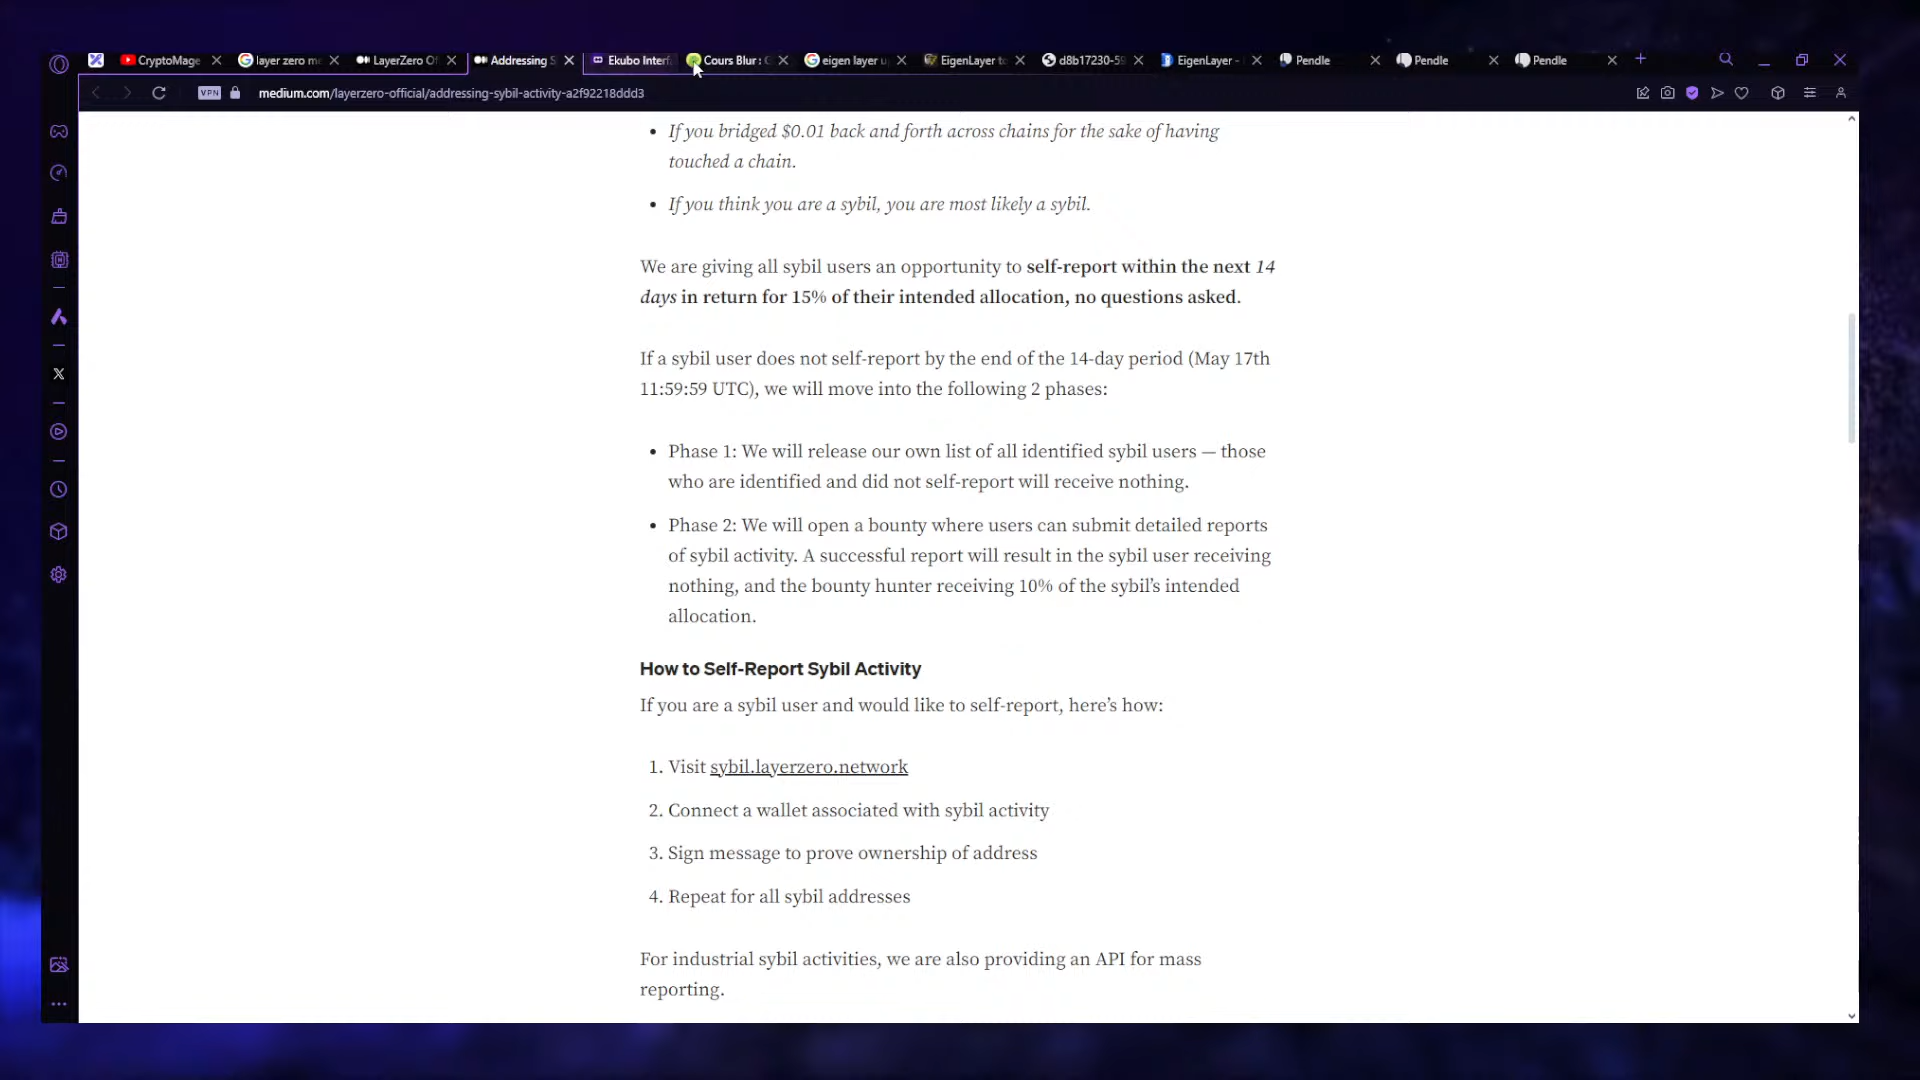 CryptoMage
layer zero m
LayerZero O
Addressing S
Ekubo Interf
Cours Blur : 
eigen layer u
EigenLayer to
d8b17230-59
EigenLayer -
Pendle
Pendle
Pendle
VPN
medium.com/layerzero-official/addressing-sybil-activity-a2f92218ddd3
• If you bridged $0.01 back and forth across chains for the sake of having
touched a chain.
• If you think you are a sybil, you are most likely a sybil.
We are giving all sybil users an opportunity to self-report within the next 14
days in return for 15% of their intended allocation, no questions asked.
If a sybil user does not self-report by the end of the 14-day period (May 17th
11:59:59 UTC), we will move into the following 2 phases:
• Phase 1: We will release our own list of all identified sybil users — those
who are identified and did not self-report will receive nothing.
• Phase 2: We will open a bounty where users can submit detailed reports
of sybil activity. A successful report will result in the sybil user receiving
nothing, and the bounty hunter receiving 10% of the sybil’s intended
allocation.
How to Self-Report Sybil Activity
If you are a sybil user and would like to self-report, here’s how:
1. Visit sybil.layerzero.network
2. Connect a wallet associated with sybil activity
3. Sign message to prove ownership of address
4. Repeat for all sybil addresses
For industrial sybil activities, we are also providing an API for mass
reporting.